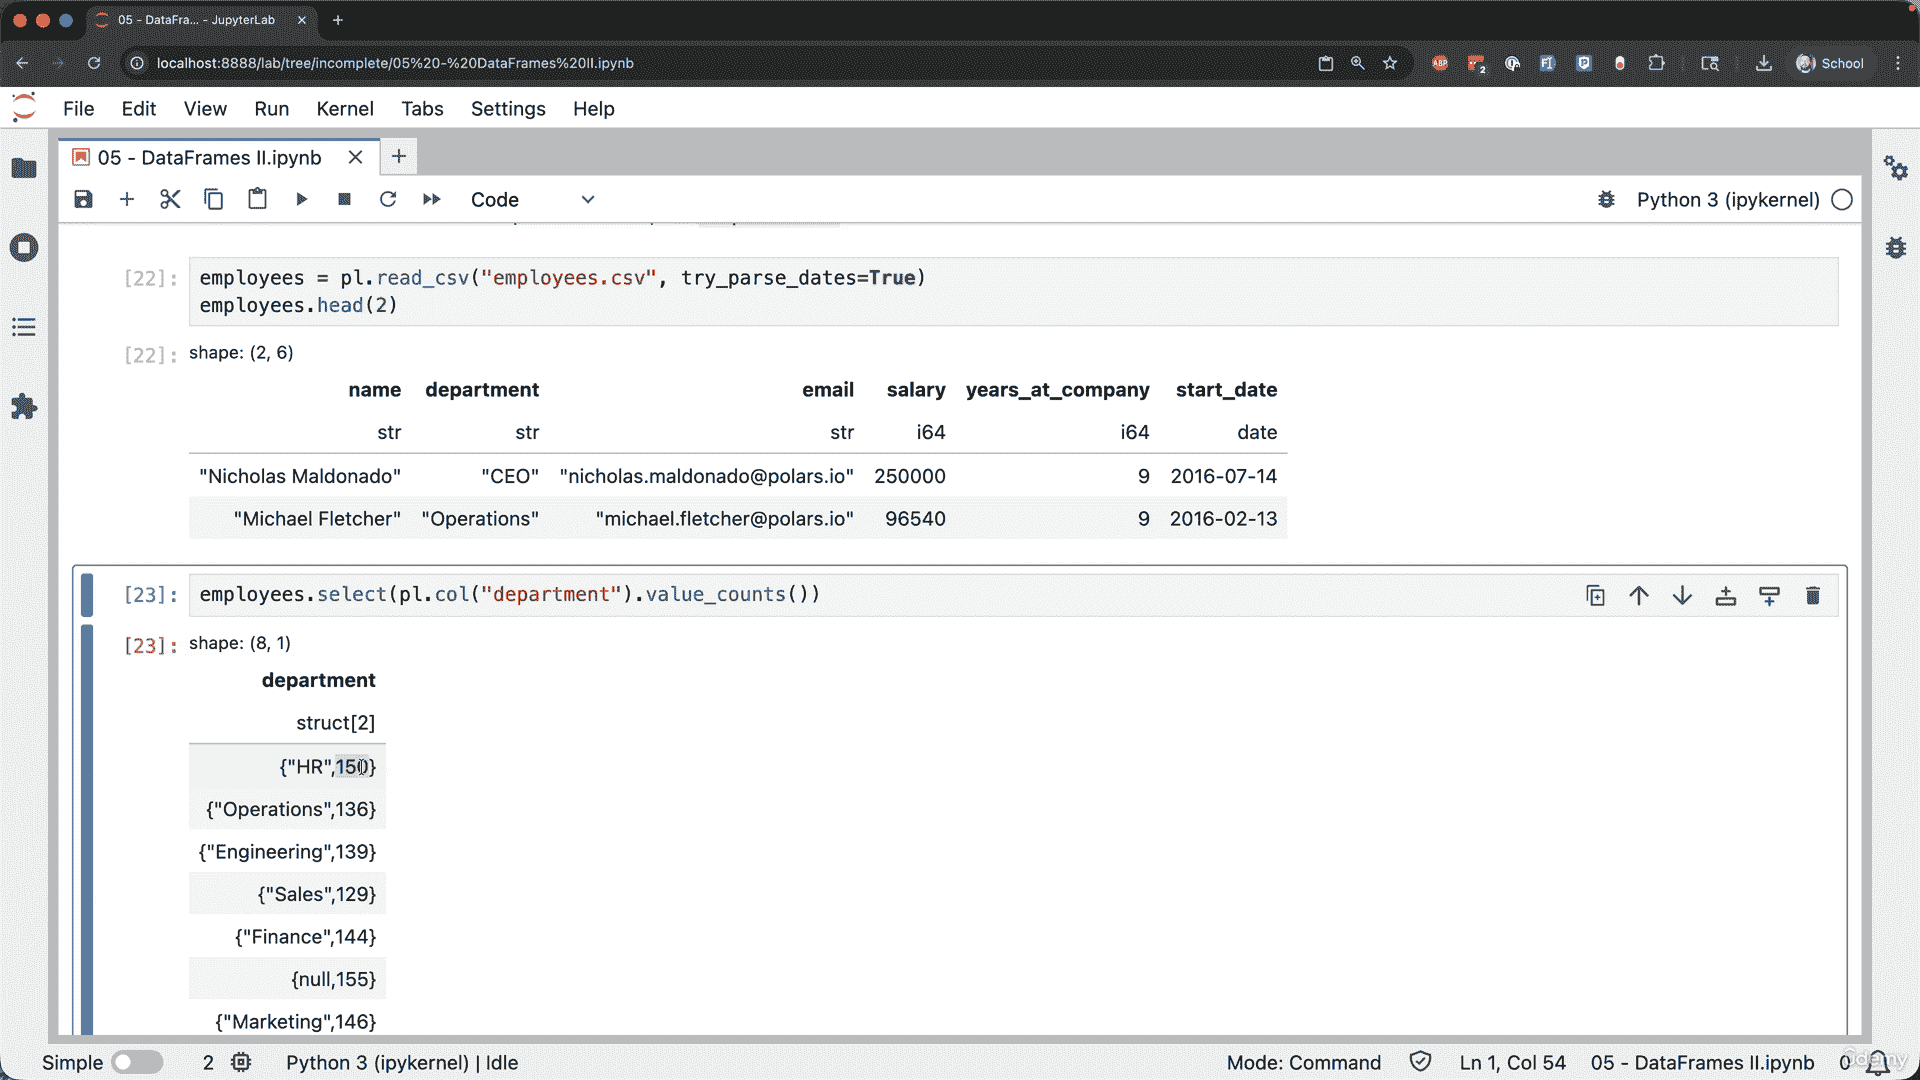 05 - DataFra... - JupyterLab
localhost:8888/lab/tree/incomplete/05%20-%20DataFrames%20II.ipynb
ABP
2
School
File Edit View Run Kernel Tabs Settings Help
05 - DataFrames II.ipynb
Code
Python 3 (ipykernel)
[22]: employees = pl.read_csv("employees.csv", try_parse_dates=True)
employees.head(2)
[22]: shape: (2, 6)
name department email salary years_at_company start_date
str str str i64 i64 date
"Nicholas Maldonado" "CEO" "nicholas.maldonado@polars.io" 250000 9 2016-07-14
"Michael Fletcher" "Operations" "michael.fletcher@polars.io" 96540 9 2016-02-13
[23]: employees.select(pl.col("department").value_counts())
[23]: shape: (8, 1)
department
struct[2]
{"HR",150}
{"Operations",136}
{"Engineering",139}
{"Sales",129}
{"Finance",144}
{null,155}
{"Marketing",146}
Simple 2 Python 3 (ipykernel) | Idle Mode: Command Ln 1, Col 54 05 - DataFrames II.ipynb 0
Udemy